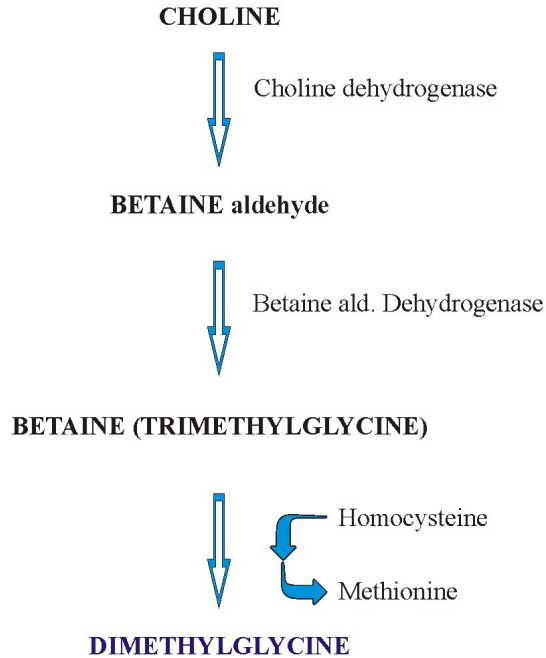 CHOLINE
Choline dehydrogenase
BETAINE aldehyde
Betaine ald. Dehydrogenase
BETAINE (TRIMETHYLGLYCINE)
Homocysteine
Methionine
DIMETHYLGLYCINE